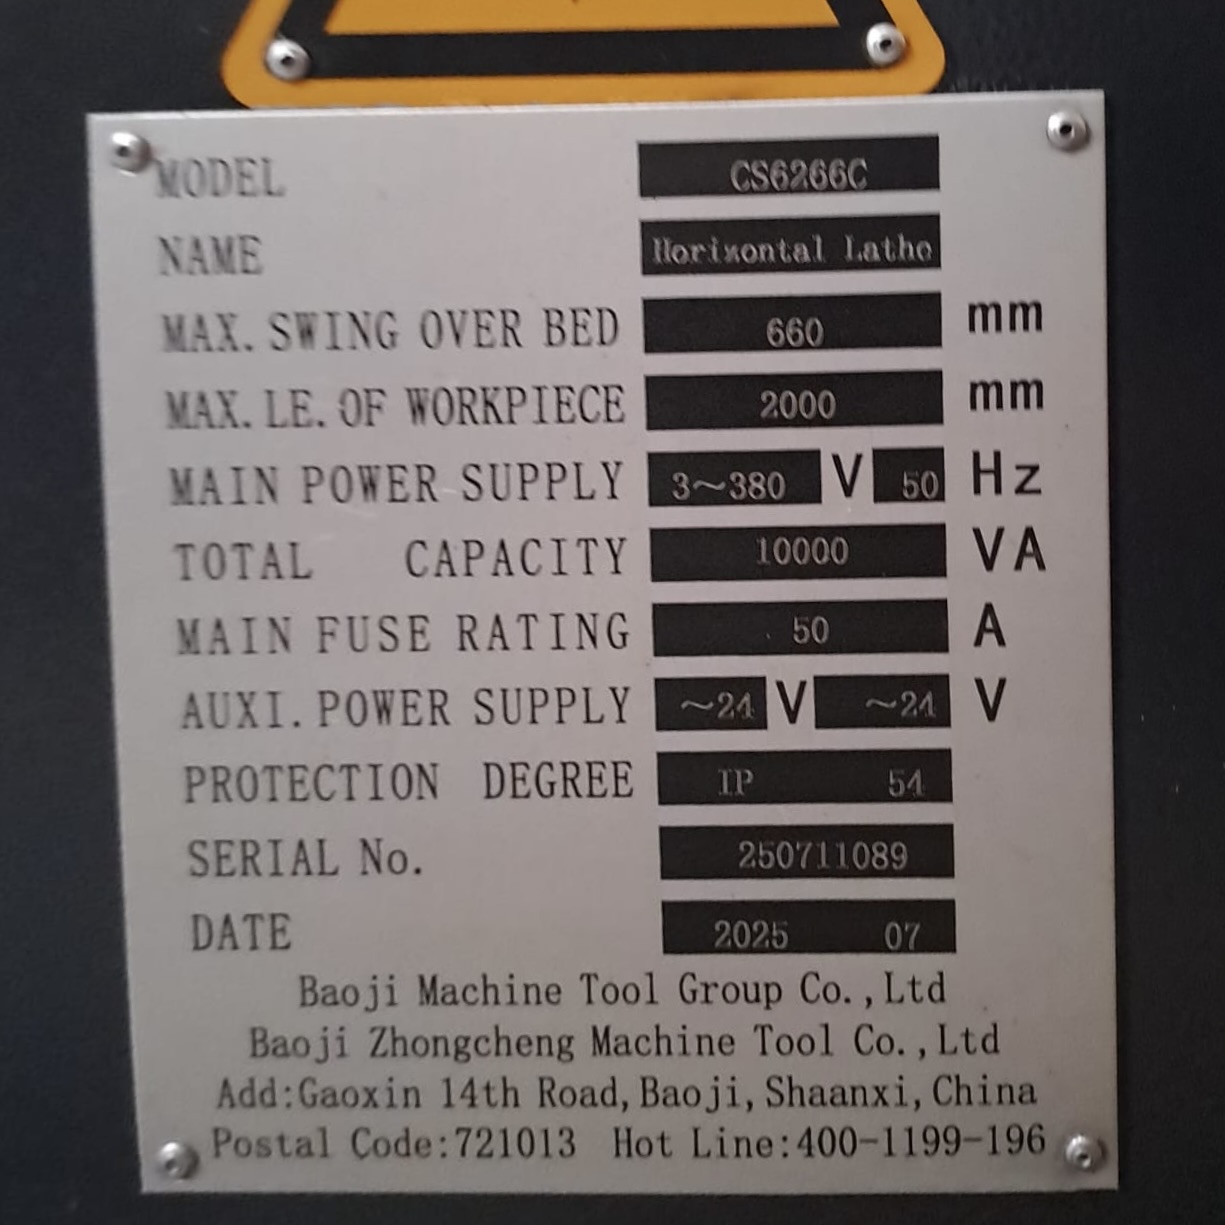 MODEL CS6266C
NAME Horizontal Lathe
MAX. SWING OVER BED 660 mm
MAX. LE. OF WORKPIECE 2000 mm
MAIN POWER SUPPLY 3~380 V 50 Hz
TOTAL CAPACITY 10000 VA
MAIN FUSE RATING 50 A
AUXI. POWER SUPPLY ~24 V ~24 V
PROTECTION DEGREE IP 54
SERIAL No. 250711089
DATE 2025 07
Baoji Machine Tool Group Co.,Ltd
Baoji Zhongcheng Machine Tool Co.,Ltd
Add:Gaoxin 14th Road,Baoji,Shaanxi,China
Postal Code:721013 Hot Line:400-1199-196